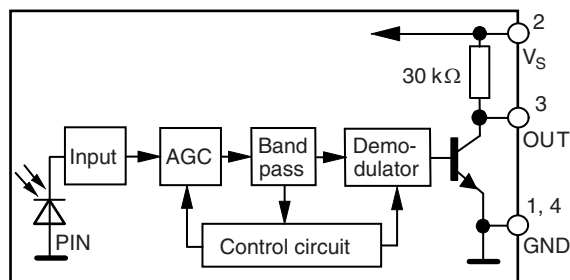 2
V_S
30 kΩ
3
OUT
Input
AGC
Band
pass
Demo-
dulator
1, 4
GND
PIN
Control circuit